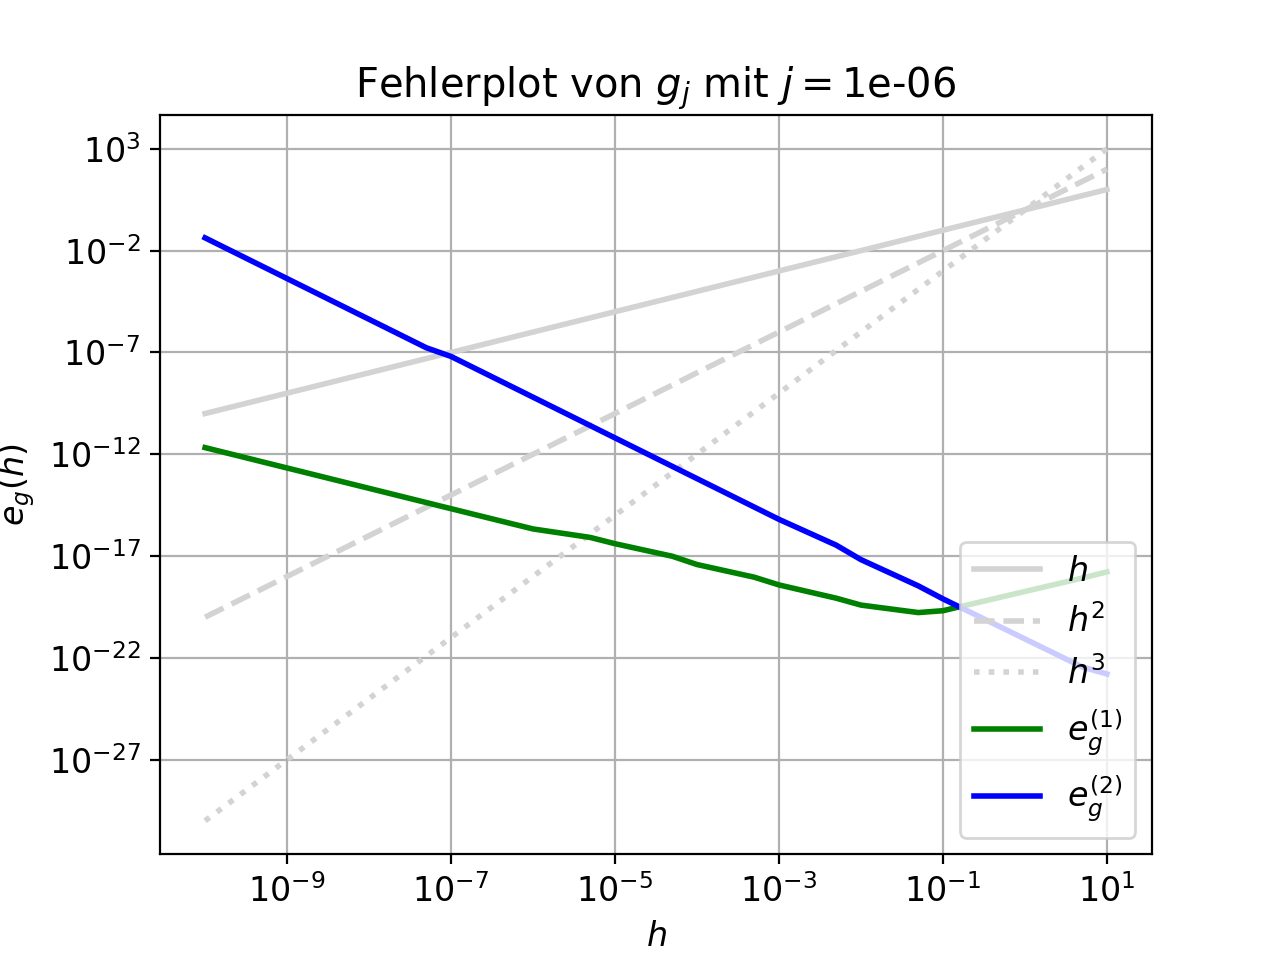 Fehlerplot von $g_j$ mit $j = $1e-06
$10^{3}$
$10^{-2}$
$10^{-7}$
$10^{-12}$
$10^{-17}$
$10^{-22}$
$10^{-27}$
$e_g(h)$
$h$
$h^2$
$h^3$
$e_g^{(1)}$
$e_g^{(2)}$
$10^{-9}$ $10^{-7}$ $10^{-5}$ $10^{-3}$ $10^{-1}$ $10^{1}$
$h$